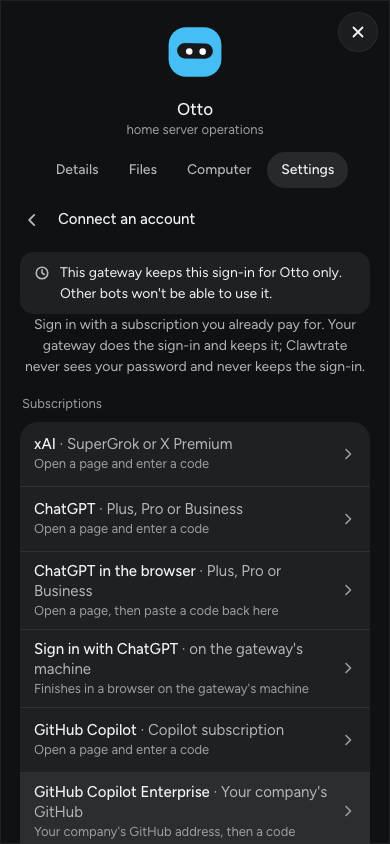 Otto
home server operations
Details Files Computer Settings
Connect an account
This gateway keeps this sign-in for Otto only.
Other bots won't be able to use it.
Sign in with a subscription you already pay for. Your
gateway does the sign-in and keeps it; Clawtrate
never sees your password and never keeps the sign-in.
Subscriptions
xAI · SuperGrok or X Premium
Open a page and enter a code
ChatGPT · Plus, Pro or Business
Open a page and enter a code
ChatGPT in the browser · Plus, Pro or
Business
Open a page, then paste a code back here
Sign in with ChatGPT · on the gateway's
machine
Finishes in a browser on the gateway's machine
GitHub Copilot · Copilot subscription
Open a page and enter a code
GitHub Copilot Enterprise · Your company's
GitHub
Your company's GitHub address, then a code